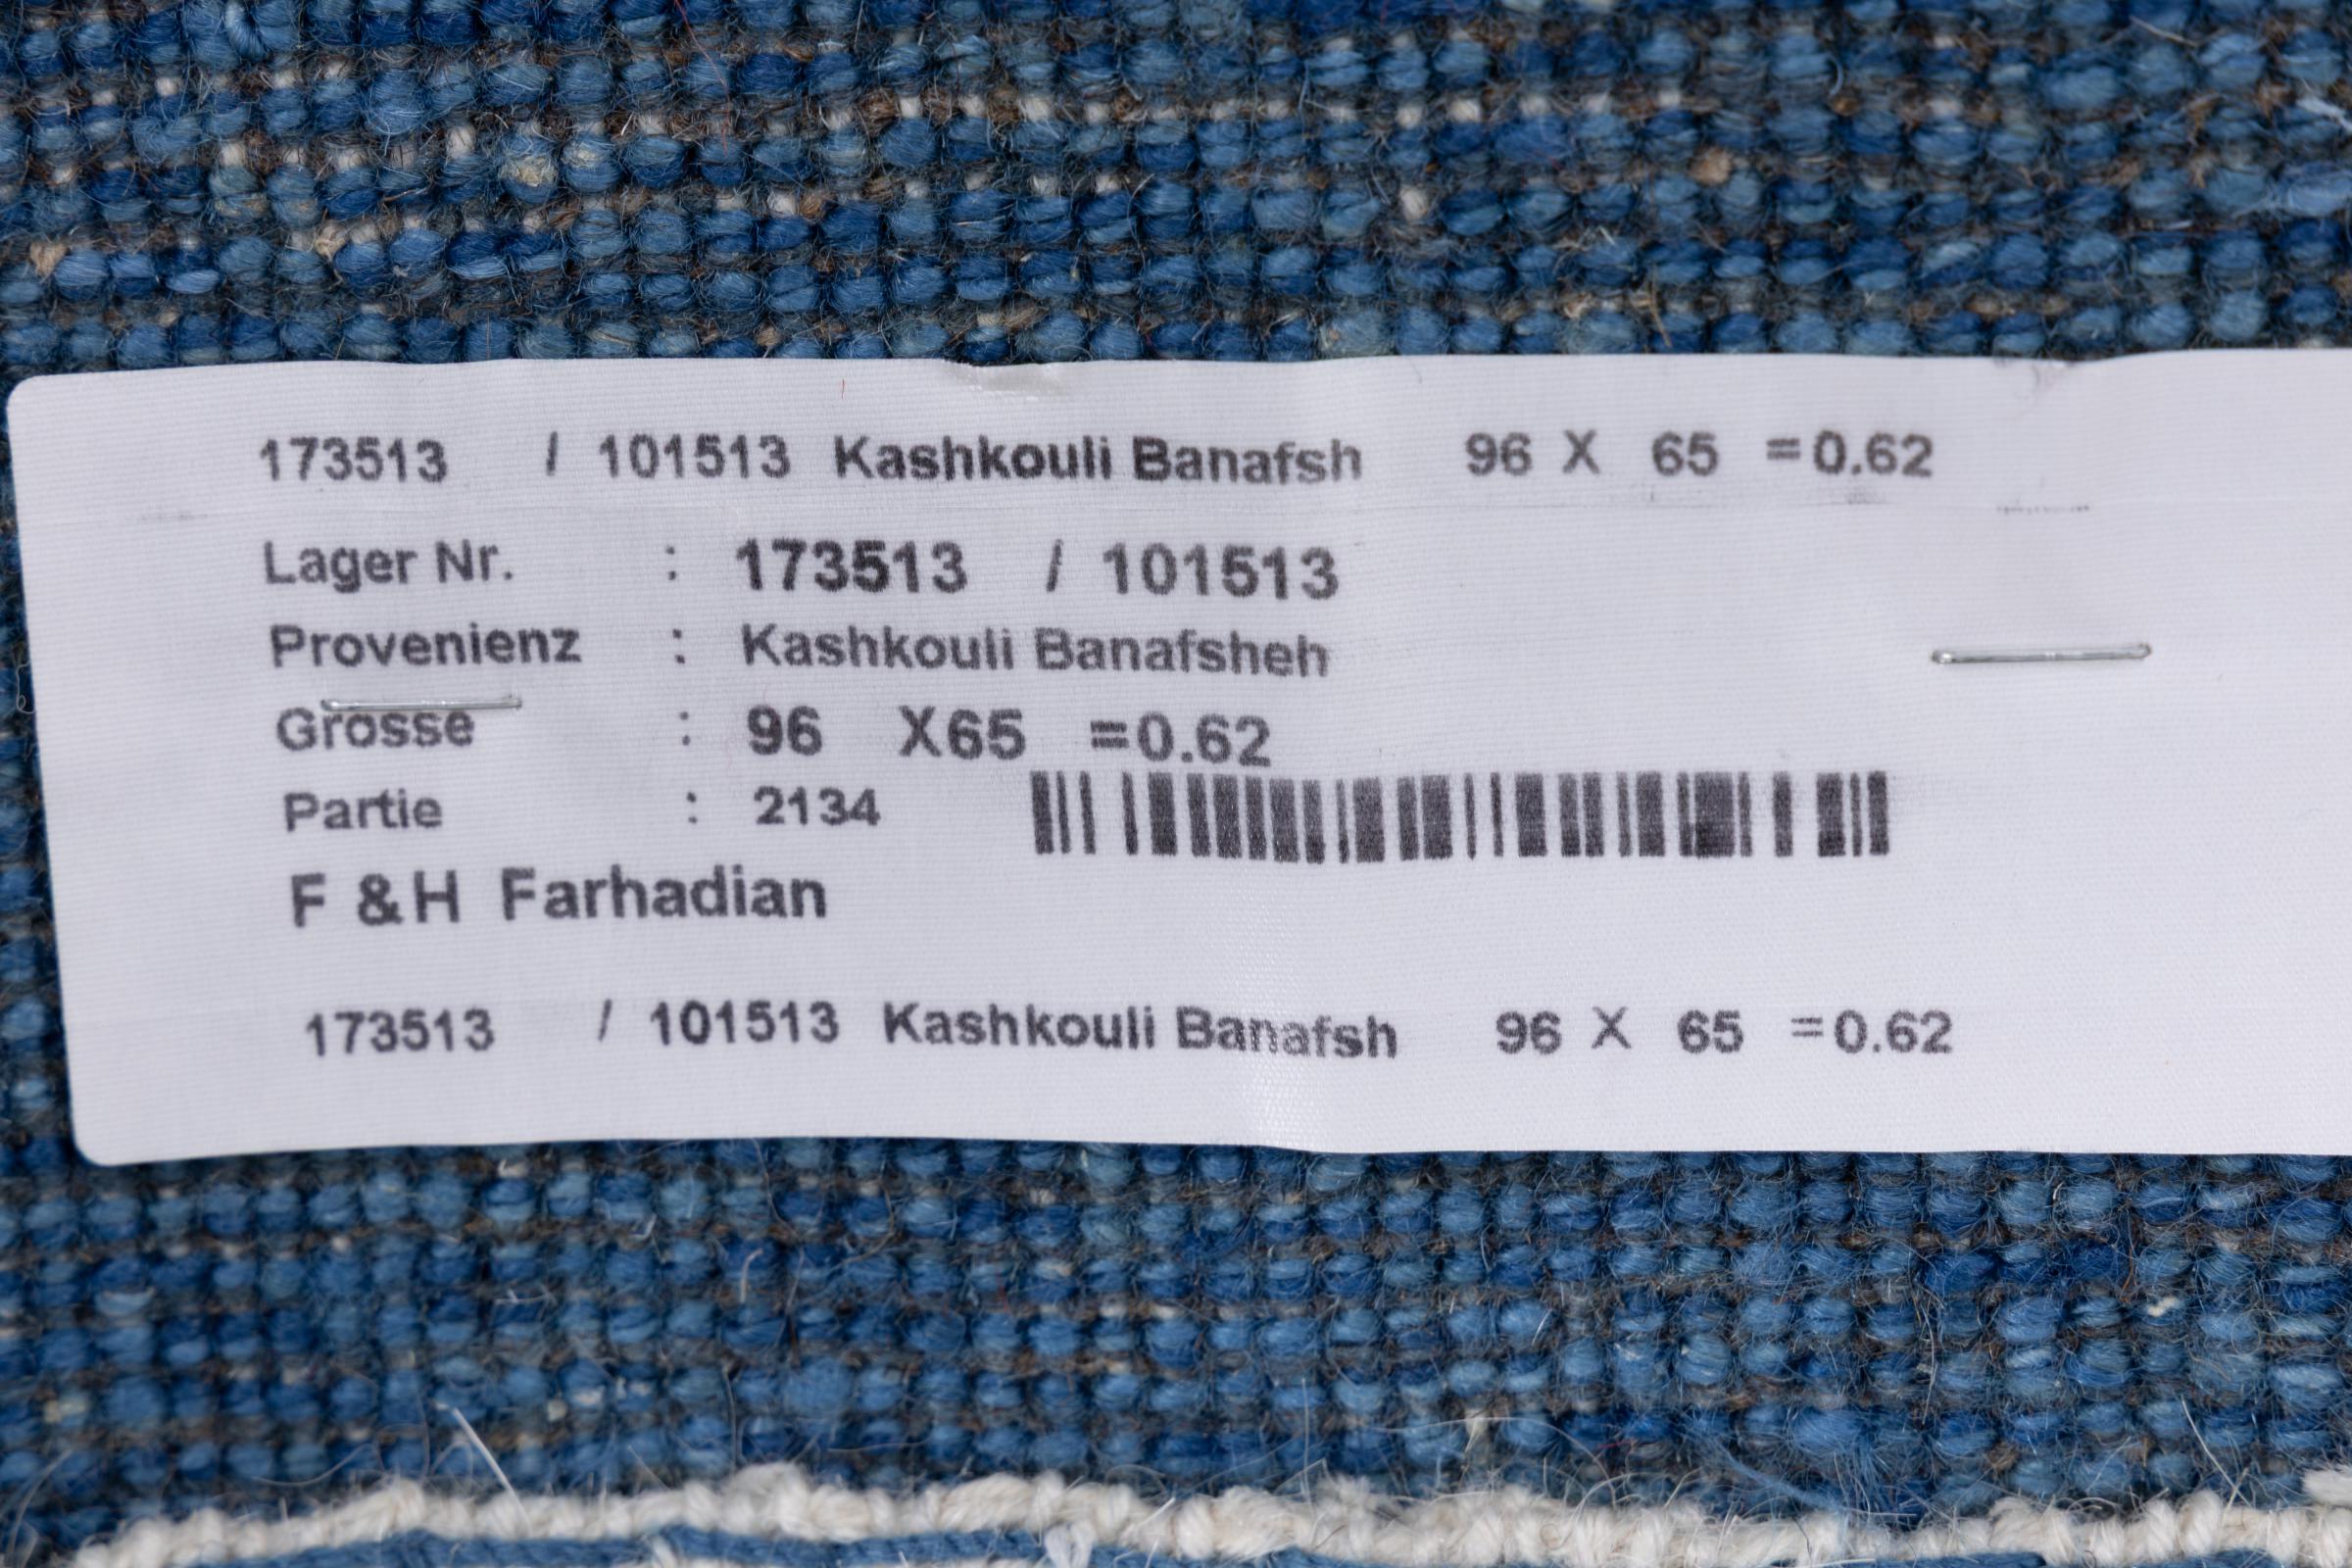 173513 / 101513 Kashkouli Banafsh 96 X 65 =0.62
Lager Nr. : 173513 / 101513
Provenienz : Kashkouli Banafsheh
Grosse : 96 X65 =0.62
Partie : 2134
F &H Farhadian
173513 / 101513 Kashkouli Banafsh 96 X 65 =0.62